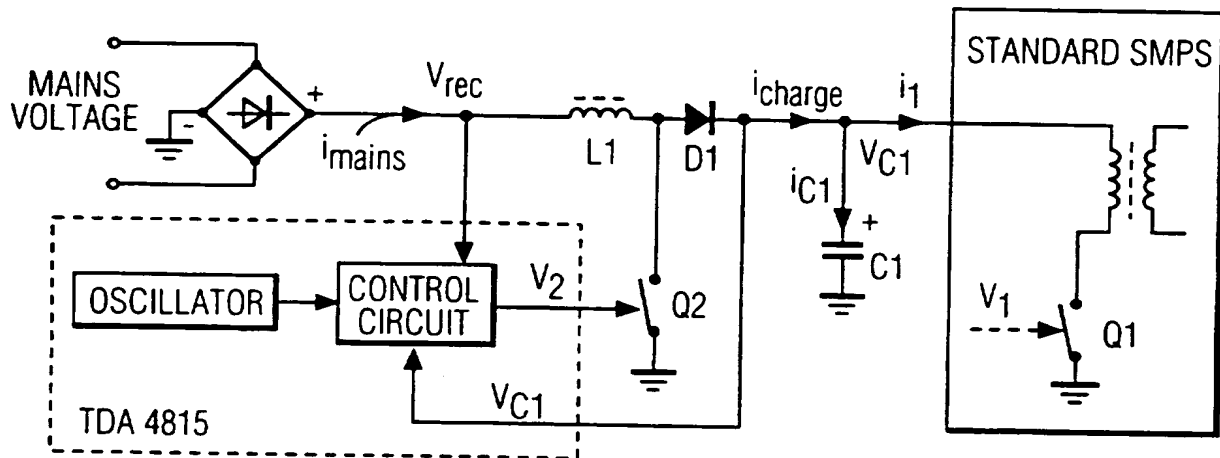 STANDARD SMPS
MAINS
VOLTAGE
+
-
V_rec
i_mains
L1
D1
i_charge
i_1
V_C1
i_C1
+
C1
OSCILLATOR
CONTROL
CIRCUIT
V_2
Q2
V_1
Q1
V_C1
TDA 4815